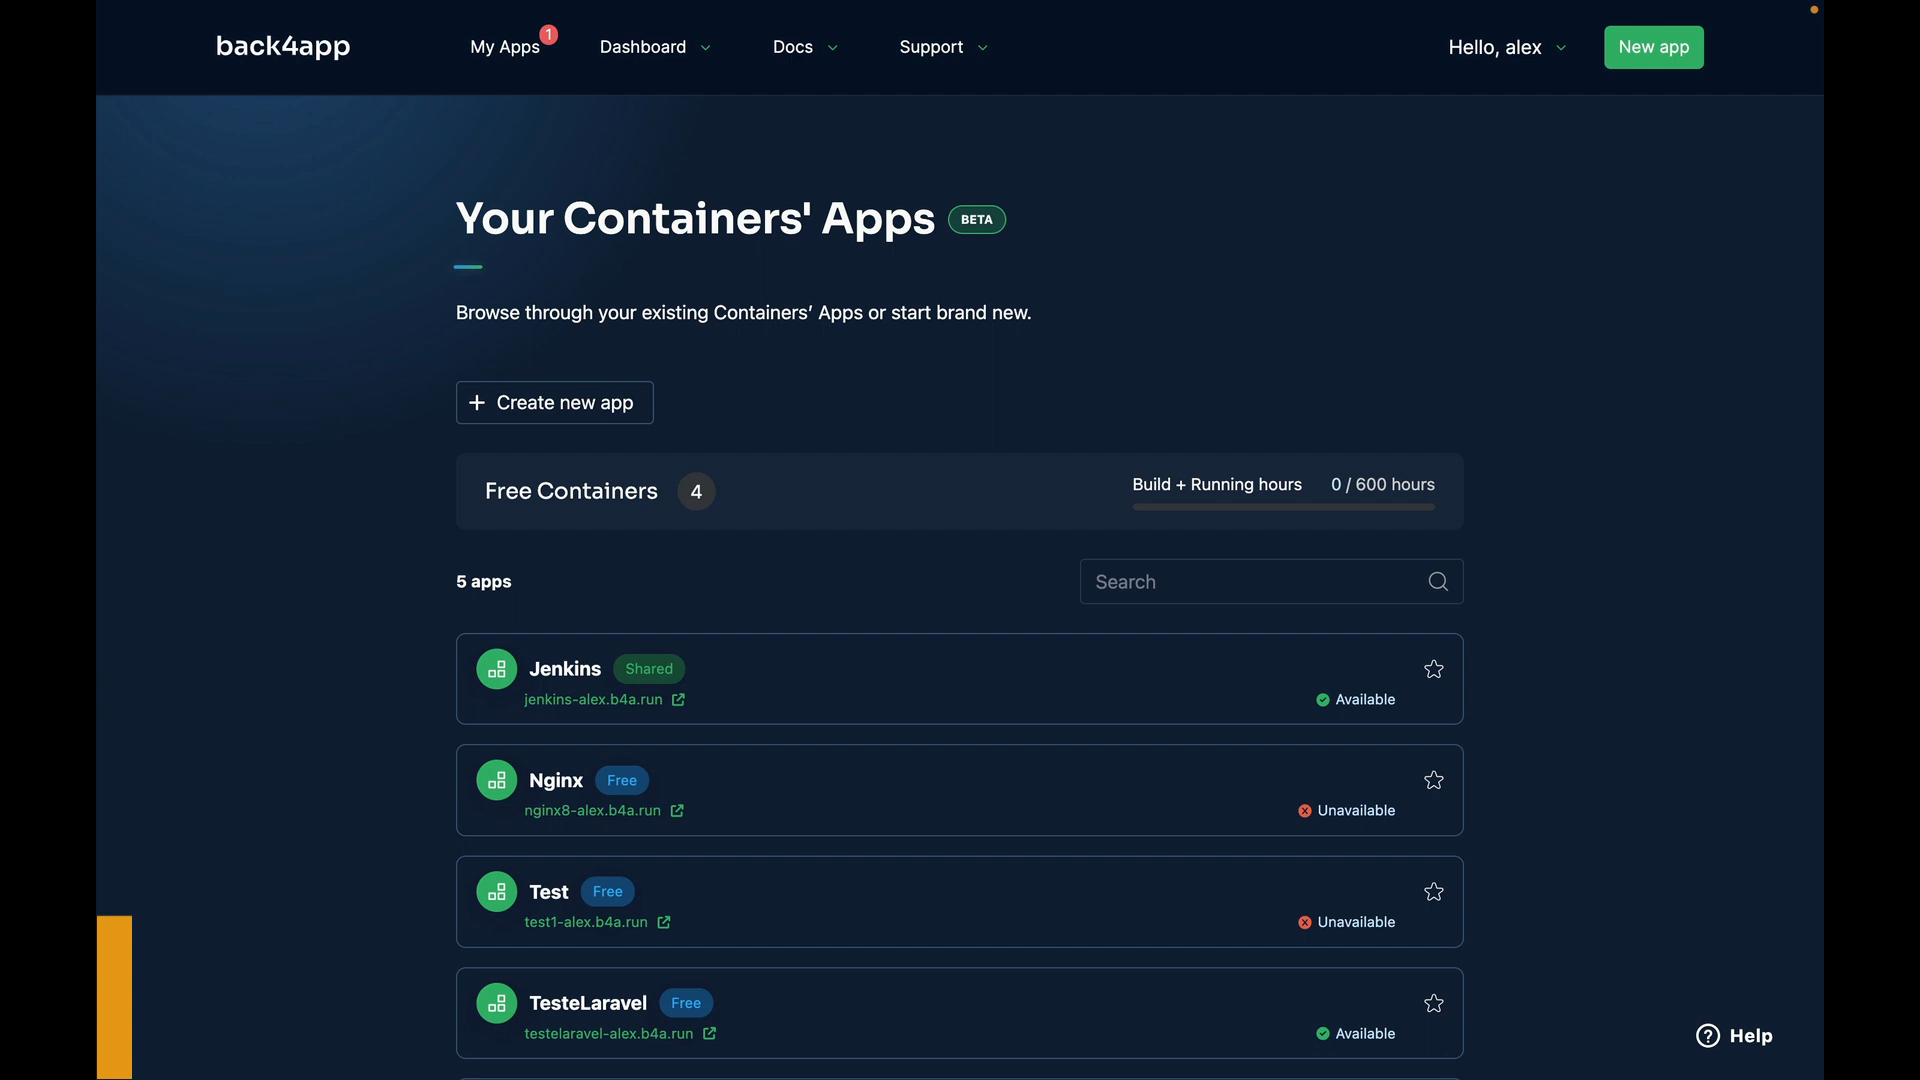 back4app
My Apps 1
Dashboard
Docs
Support
Hello, alex
New app
Your Containers' Apps BETA
Browse through your existing Containers’ Apps or start brand new.
+ Create new app
Free Containers 4
Build + Running hours 0 / 600 hours
5 apps
Search
Jenkins Shared
jenkins-alex.b4a.run
Available
Nginx Free
nginx8-alex.b4a.run
Unavailable
Test Free
test1-alex.b4a.run
Unavailable
TesteLaravel Free
testelaravel-alex.b4a.run
Available
? Help